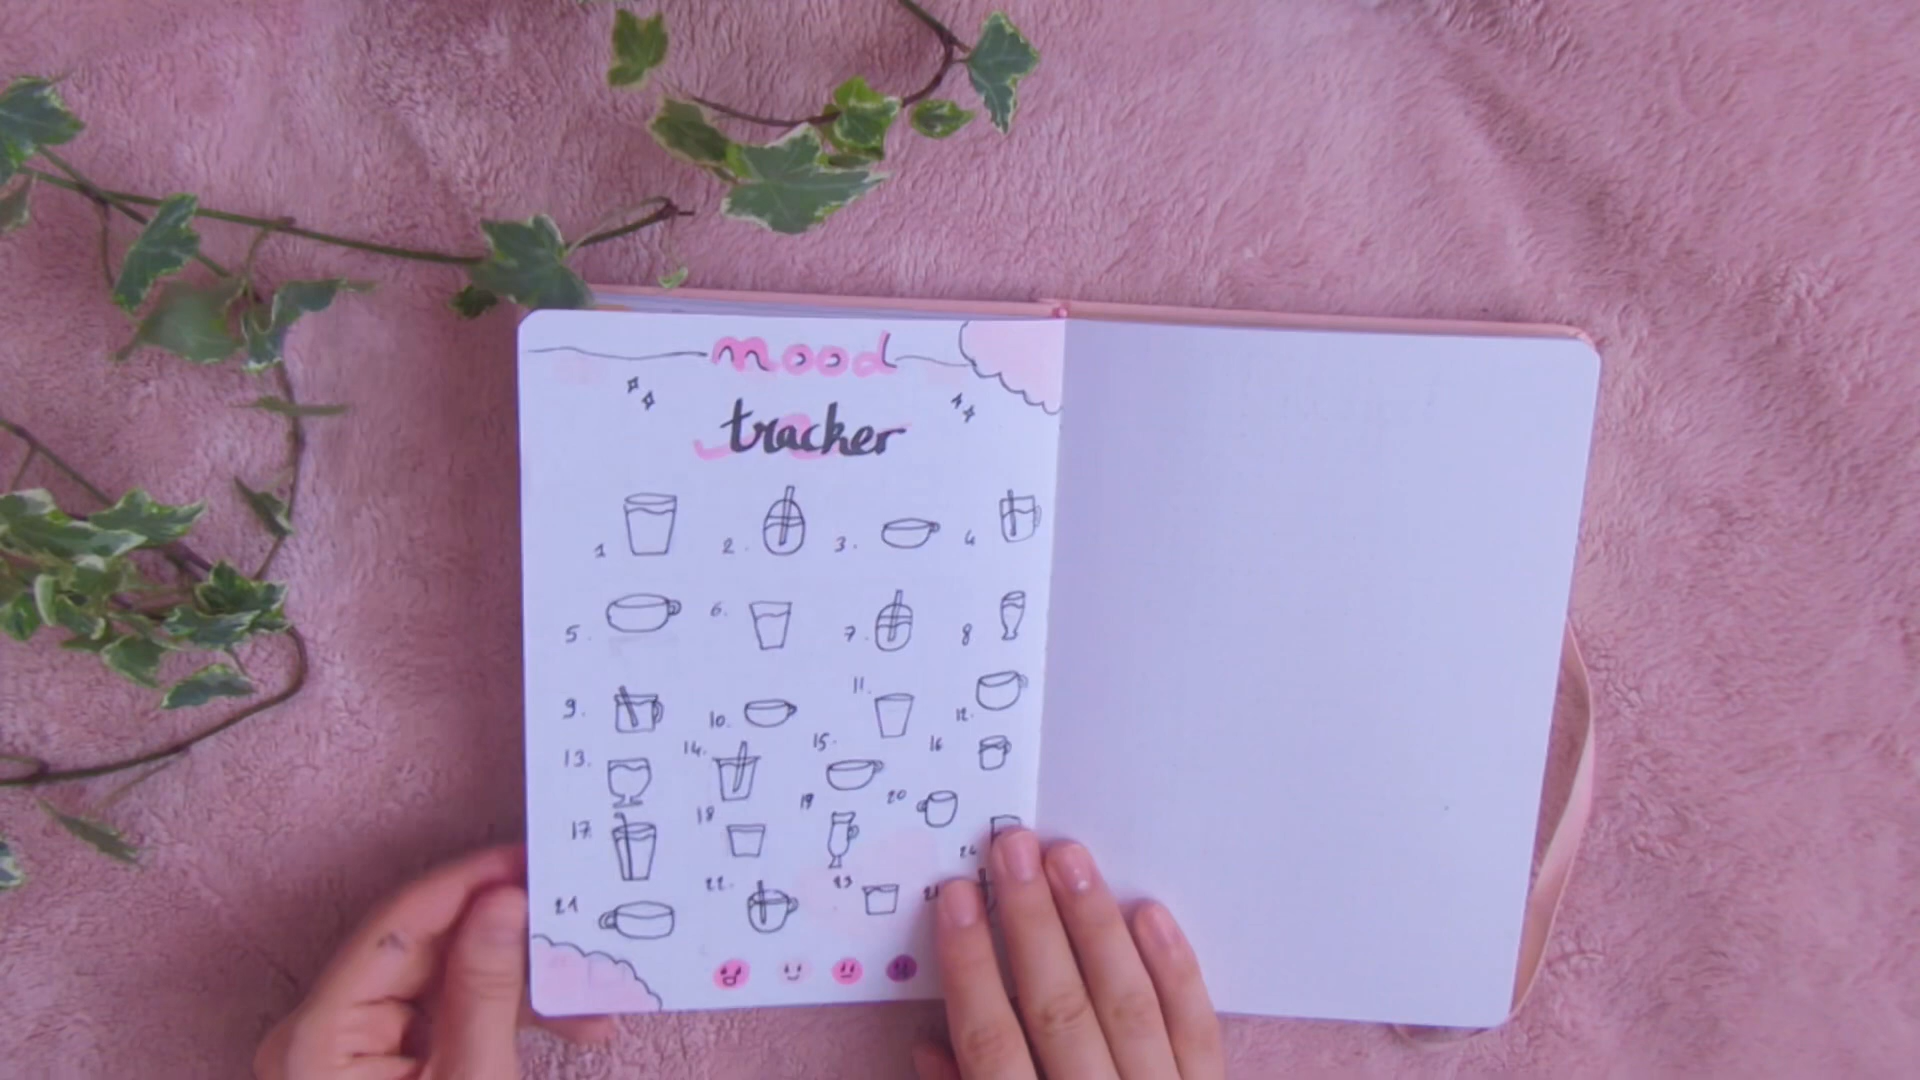 mood
tracker
1 2. 3. 4
5. 6. 7. 8
9. 10. 11. 12.
13. 14. 15. 16
17. 18 19 20
21 22. 23 24